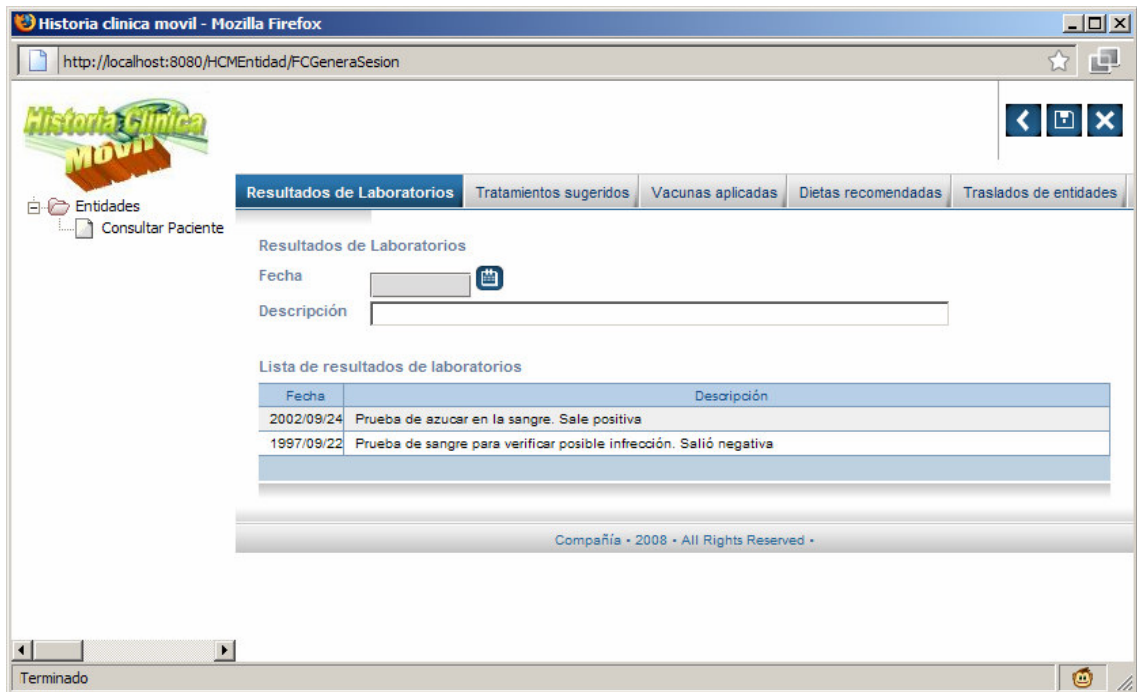 Historia clinica movil - Mozilla Firefox
http://localhost:8080/HCMEntidad/FCGeneraSesion
Historia Clinica
Móvil
Entidades
Consultar Paciente
Resultados de Laboratorios Tratamientos sugeridos Vacunas aplicadas Dietas recomendadas Traslados de entidades
Resultados de Laboratorios
Fecha
Descripción
Lista de resultados de laboratorios
Fecha Descripción
2002/09/24 Prueba de azucar en la sangre. Sale positiva
1997/09/22 Prueba de sangre para verificar posible infrección. Salió negativa
Compañía • 2008 • All Rights Reserved •
Terminado